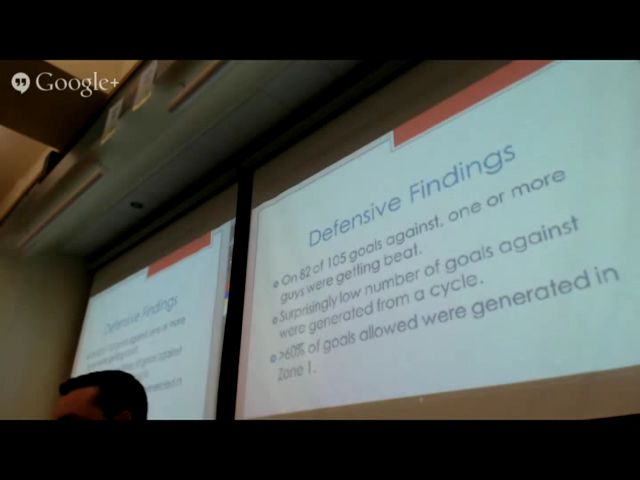 Google+
Defensive Findings
On 82 of 105 goals against, one or more
guys were getting beat.
Surprisingly low number of goals against
were generated from a cycle.
>60% of goals allowed were generated in
Zone 1.
Defensive Findings